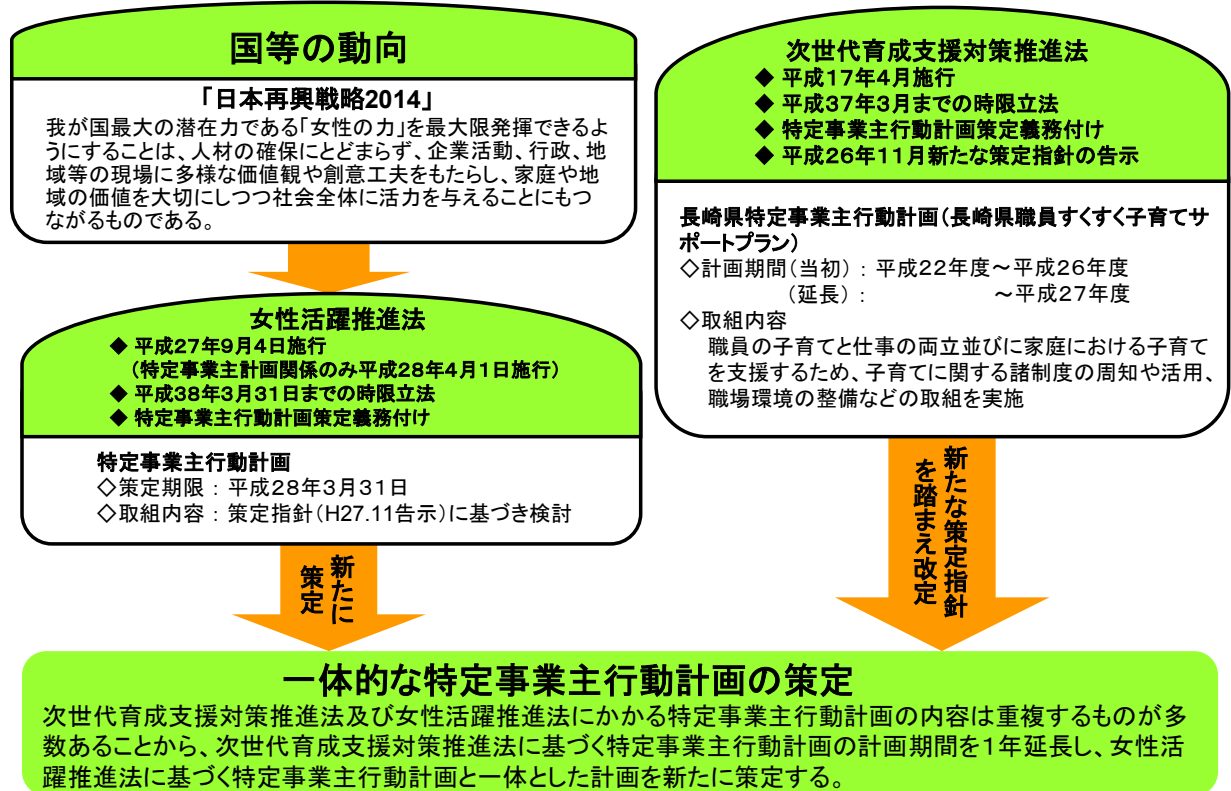 国等の動向
「日本再興戦略2014」
我が国最大の潜在力である「女性の力」を最大限発揮できるよ
うにすることは、人材の確保にとどまらず、企業活動、行政、地
域等の現場に多様な価値観や創意工夫をもたらし、家庭や地
域の価値を大切にしつつ社会全体に活力を与えることにもつ
ながるものである。
女性活躍推進法
◆ 平成27年9月4日施行
（特定事業主計画関係のみ平成28年4月1日施行）
◆ 平成38年3月31日までの時限立法
◆ 特定事業主行動計画策定義務付け
特定事業主行動計画
◇策定期限 : 平成28年3月31日
◇取組内容 : 策定指針(H27.11告示)に基づき検討
新たに
策定
次世代育成支援対策推進法
◆ 平成17年4月施行
◆ 平成37年3月までの時限立法
◆ 特定事業主行動計画策定義務付け
◆ 平成26年11月新たな策定指針の告示
長崎県特定事業主行動計画(長崎県職員すくすく子育てサ
ポートプラン)
◇計画期間(当初) : 平成22年度～平成26年度
(延長) : ～平成27年度
◇取組内容
職員の子育てと仕事の両立並びに家庭における子育て
を支援するため、子育てに関する諸制度の周知や活用、
職場環境の整備などの取組を実施
新たな策定指針
を踏まえ改定
一体的な特定事業主行動計画の策定
次世代育成支援対策推進法及び女性活躍推進法にかかる特定事業主行動計画の内容は重複するものが多
数あることから、次世代育成支援対策推進法に基づく特定事業主行動計画の計画期間を1年延長し、女性活
躍推進法に基づく特定事業主行動計画と一体とした計画を新たに策定する。